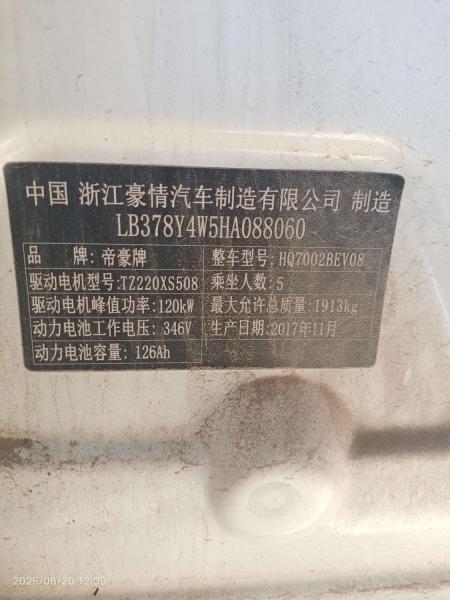 中国 浙江豪情汽车制造有限公司 制造
LB378Y4W5HA088060
品 牌:帝豪牌 整车型号:HQ7002BEV08
驱动电机型号:TZ220XS508 乘坐人数:5
驱动电机峰值功率:120kW 最大允许总质量:1913kg
动力电池工作电压:346V 生产日期:2017年11月
动力电池容量:126Ah
2025/08/20 12:00